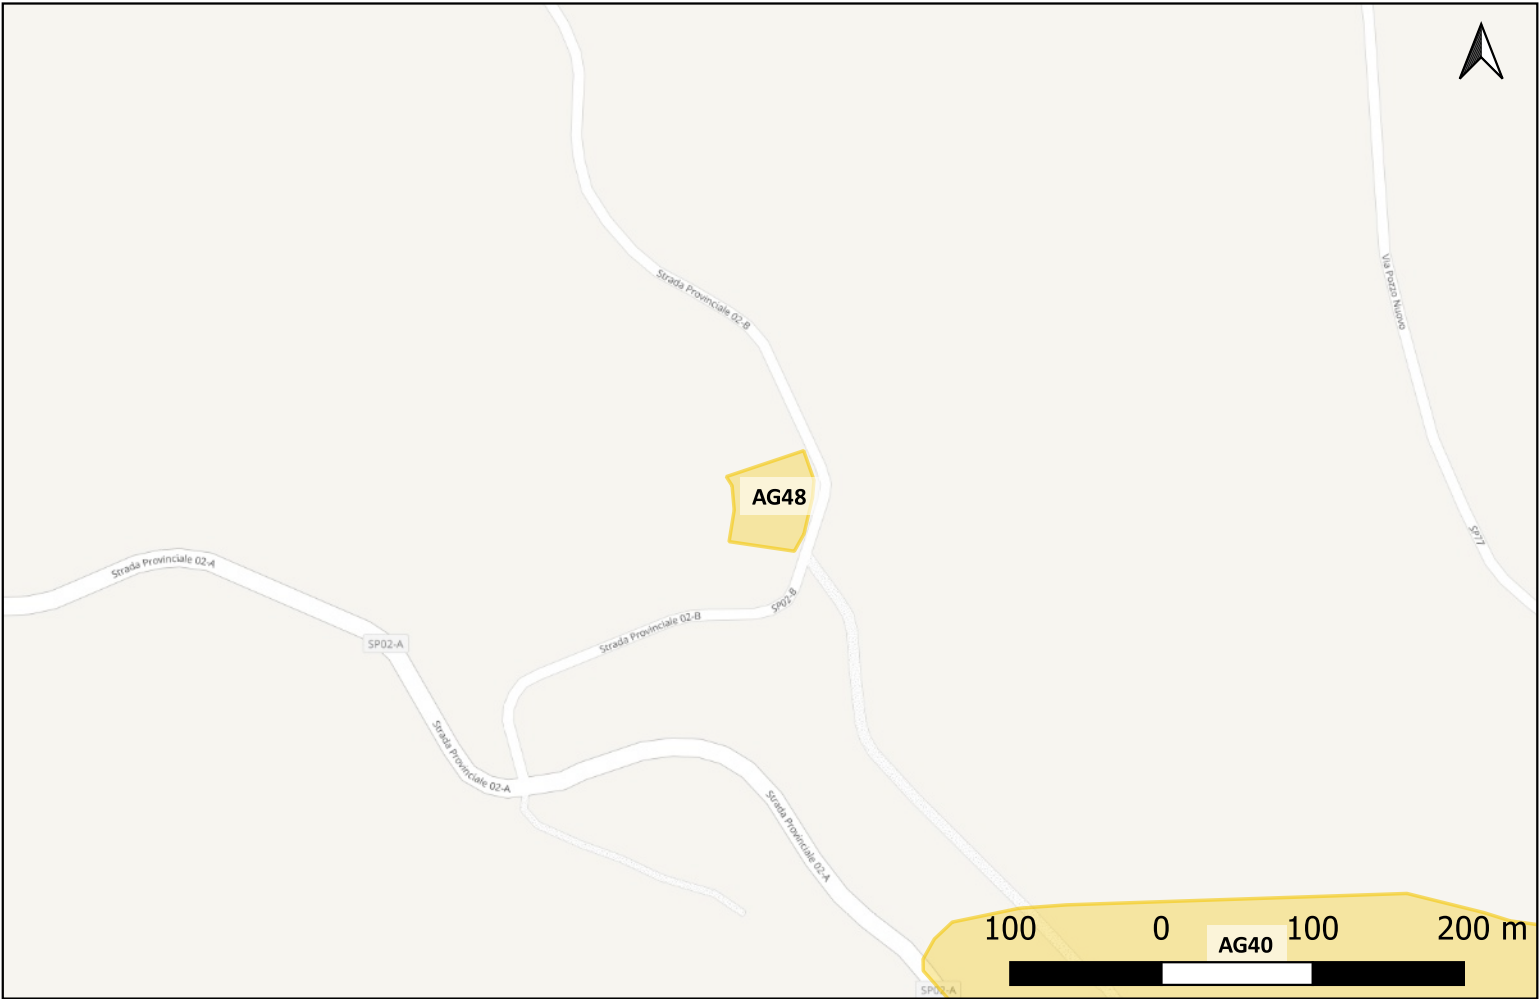 Strada Provinciale 02-B
Via Pozzo Nuovo
AG48
SP77
Strada Provinciale 02-A
SP02-B
Strada Provinciale 02-B
SP02-A
Strada Provinciale 02-A
Strada Provinciale 02-A
100 0 100 200 m
AG40
SP02-A